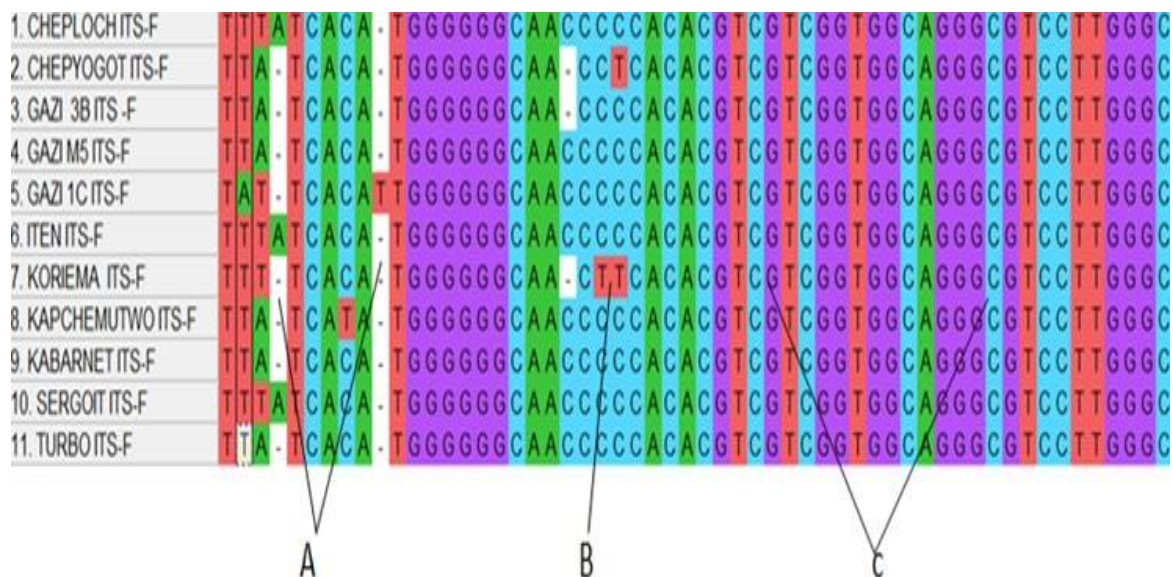 1. CHEPLOCH ITS-F TTTATCACA-TGGGGGGCAACCCCCACACGTCGTCGGTGGCAGGGCGTCCTTGGGC
2. CHEPYOGOT ITS-F TTA-TCACA-TGGGGGGCAA-CCTCACACGTCGTCGGTGGCAGGGCGTCCTTGGGC
3. GAZI 3B ITS -F TTA-TCACA-TGGGGGGCAA-CCCCACACGTCGTCGGTGGCAGGGCGTCCTTGGGC
4. GAZI M5 ITS-F TTA-TCACA-TGGGGGGCAACCCCCACACGTCGTCGGTGGCAGGGCGTCCTTGGGC
5. GAZI 1C ITS-F TAT-TCACATTGGGGGGCAACCCCCACACGTCGTCGGTGGCAGGGCGTCCTTGGGC
6. ITEN ITS-F TTTATCACA-TGGGGGGCAACCCCCACACGTCGTCGGTGGCAGGGCGTCCTTGGGC
7. KORIEMA ITS-F TTT-TCACA-TGGGGGGCAA-CTTCACACGTCGTCGGTGGCAGGGCGTCCTTGGGC
8. KAPCHEMUTWO ITS-F TTA-TCATA-TGGGGGGCAACCCCCACACGTCGTCGGTGGCAGGGCGTCCTTGGGC
9. KABARNET ITS-F TTA-TCACA-TGGGGGGCAACCCCCACACGTCGTCGGTGGCAGGGCGTCCTTGGGC
10. SERGOIT ITS-F TTTATCACA-TGGGGGGCAACCCCCACACGTCGTCGGTGGCAGGGCGTCCTTGGGC
11. TURBO ITS-F TTA-TCACA-TGGGGGGCAACCCCCACACGTCGTCGGTGGCAGGGCGTCCTTGGGC
A B c